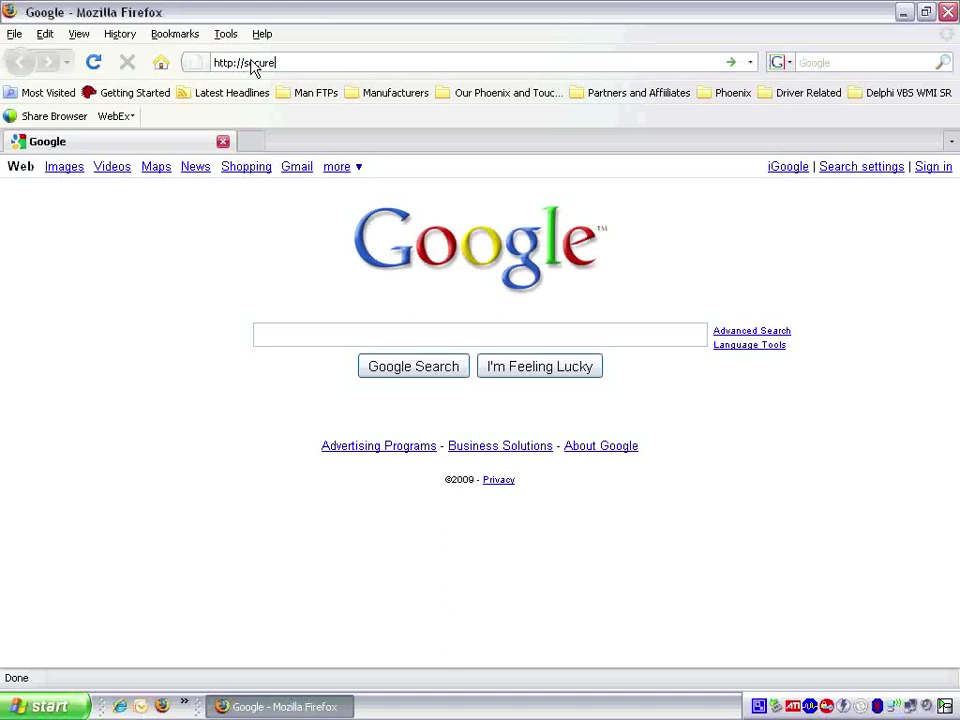 Google - Mozilla Firefox
File Edit View History Bookmarks Tools Help
http://secure
G Google
Most Visited Getting Started Latest Headlines Man FTPs Manufacturers Our Phoenix and Touc... Partners and Affiliates Phoenix Driver Related Delphi VBS WMI SR
Share Browser WebEx
Google
Web Images Videos Maps News Shopping Gmail more ▼ iGoogle | Search settings | Sign in
Google™
Advanced Search
Language Tools
Google Search I'm Feeling Lucky
Advertising Programs - Business Solutions - About Google
©2009 - Privacy
Done
start » Google - Mozilla Firefox ATI